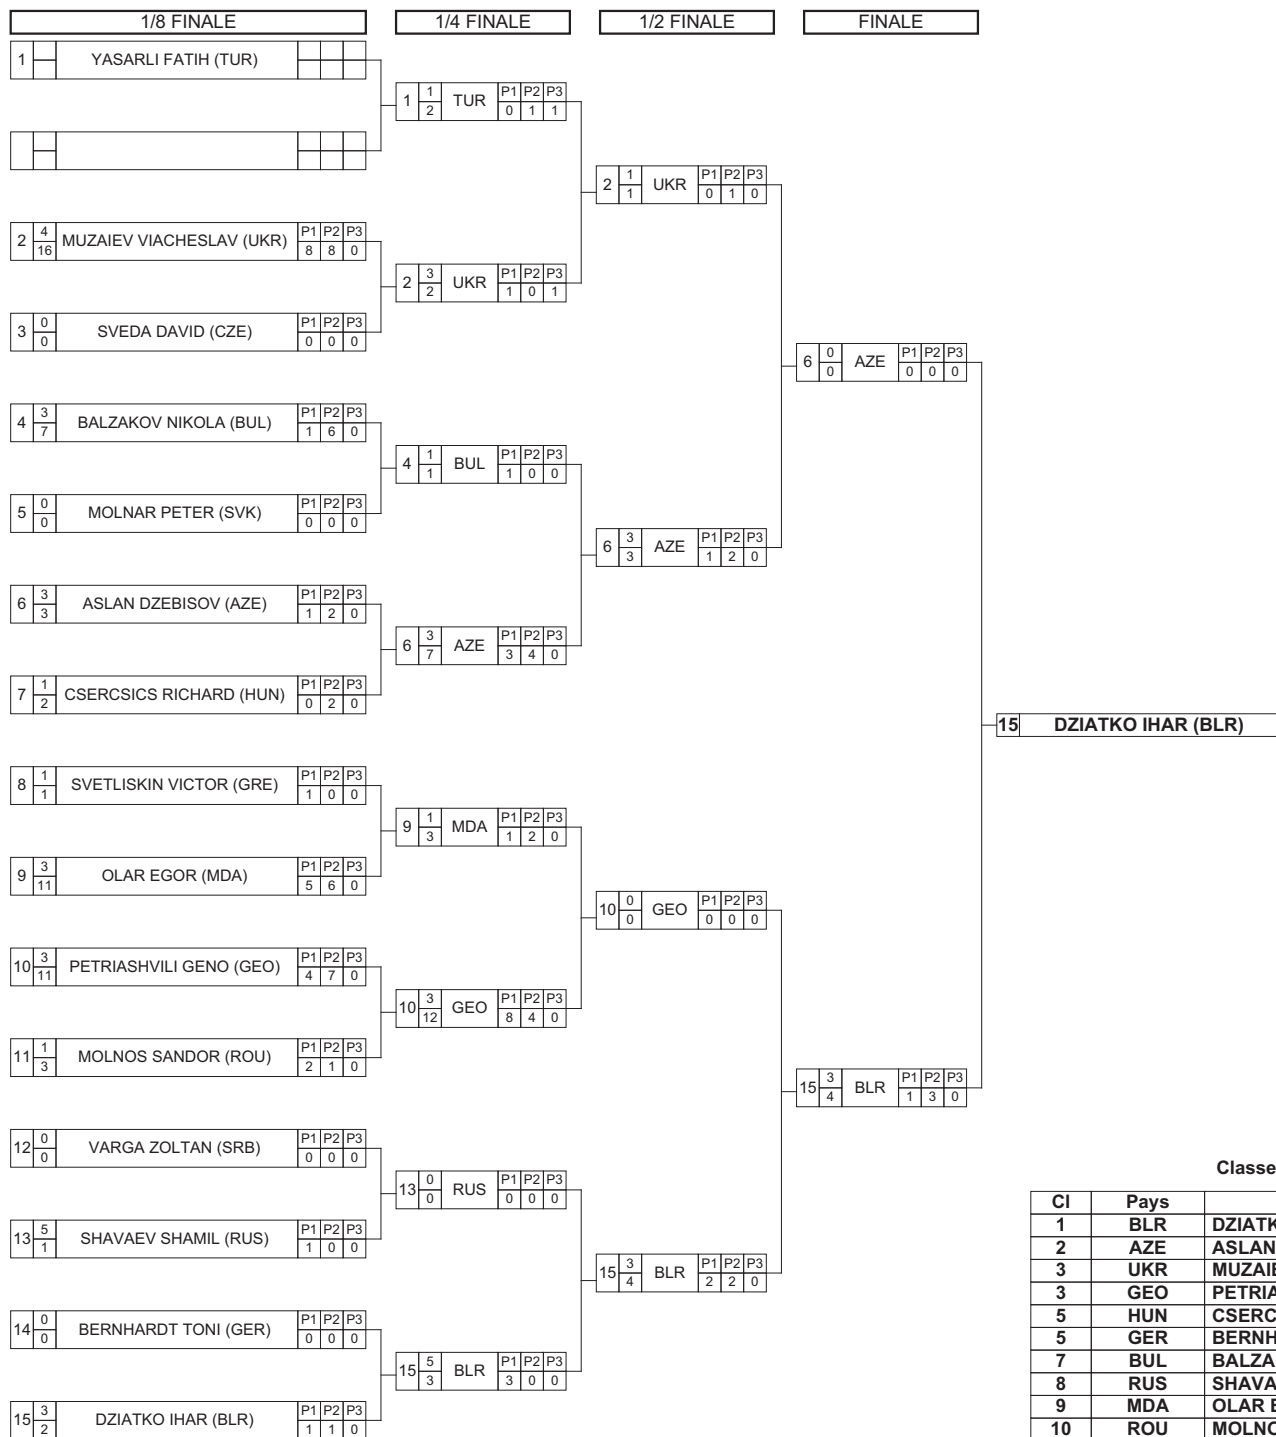 1/8 FINALE
1/4 FINALE
1/2 FINALE
FINALE
1 YASARLI FATIH (TUR)
1 1 2 TUR P1 P2 P3 0 1 1
2 1 1 UKR P1 P2 P3 0 1 0
2 4 16 MUZAIEV VIACHESLAV (UKR) P1 P2 P3 8 8 0
2 3 2 UKR P1 P2 P3 1 0 1
3 0 0 SVEDA DAVID (CZE) P1 P2 P3 0 0 0
6 0 0 AZE P1 P2 P3 0 0 0
4 3 7 BALZAKOV NIKOLA (BUL) P1 P2 P3 1 6 0
4 1 1 BUL P1 P2 P3 1 0 0
5 0 0 MOLNAR PETER (SVK) P1 P2 P3 0 0 0
6 3 3 AZE P1 P2 P3 1 2 0
6 3 3 ASLAN DZEBISOV (AZE) P1 P2 P3 1 2 0
6 3 7 AZE P1 P2 P3 3 4 0
7 1 2 CSERCSICS RICHARD (HUN) P1 P2 P3 0 2 0
15 DZIATKO IHAR (BLR)
8 1 1 SVETLISKIN VICTOR (GRE) P1 P2 P3 1 0 0
9 1 3 MDA P1 P2 P3 1 2 0
9 3 11 OLAR EGOR (MDA) P1 P2 P3 5 6 0
10 0 0 GEO P1 P2 P3 0 0 0
10 3 11 PETRIASHVILI GENO (GEO) P1 P2 P3 4 7 0
10 3 12 GEO P1 P2 P3 8 4 0
11 1 3 MOLNOS SANDOR (ROU) P1 P2 P3 2 1 0
15 3 4 BLR P1 P2 P3 1 3 0
12 0 0 VARGA ZOLTAN (SRB) P1 P2 P3 0 0 0
13 0 0 RUS P1 P2 P3 0 0 0
13 5 1 SHAVAEV SHAMIL (RUS) P1 P2 P3 1 0 0
15 3 4 BLR P1 P2 P3 2 2 0
14 0 0 BERNHARDT TONI (GER) P1 P2 P3 0 0 0
15 5 3 BLR P1 P2 P3 3 0 0
15 3 2 DZIATKO IHAR (BLR) P1 P2 P3 1 1 0
Classe
Cl Pays
1 BLR DZIATK
2 AZE ASLAN
3 UKR MUZAIE
3 GEO PETRIA
5 HUN CSERC
5 GER BERNH
7 BUL BALZA
8 RUS SHAVA
9 MDA OLAR E
10 ROU MOLNO